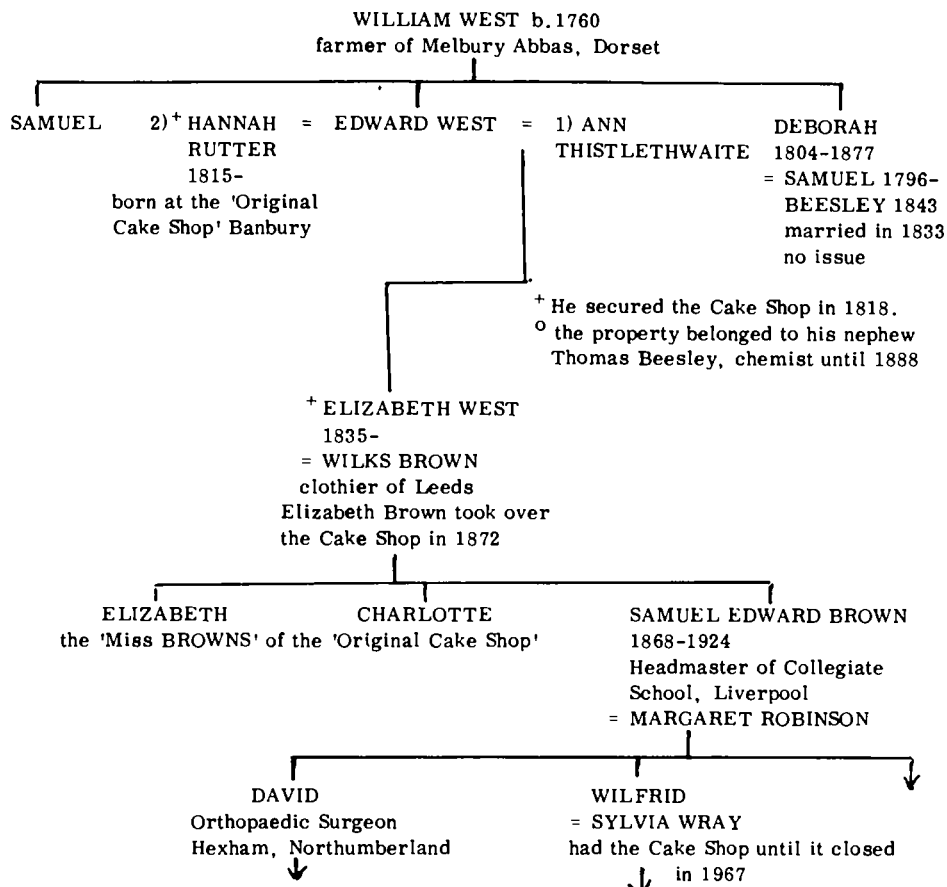 WILLIAM WEST b. 1760
farmer of Melbury Abbas, Dorset
SAMUEL 2)+ HANNAH = EDWARD WEST = 1) ANN DEBORAH
RUTTER THISTLETHWAITE 1804-1877
1815- = SAMUEL 1796-
born at the 'Original BEESLEY 1843
Cake Shop' Banbury married in 1833
no issue
+ He secured the Cake Shop in 1818.
o the property belonged to his nephew
Thomas Beesley, chemist until 1888
+ ELIZABETH WEST
1835-
= WILKS BROWN
clothier of Leeds
Elizabeth Brown took over
the Cake Shop in 1872
ELIZABETH CHARLOTTE SAMUEL EDWARD BROWN
the 'Miss BROWNS' of the 'Original Cake Shop' 1868-1924
Headmaster of Collegiate
School, Liverpool
= MARGARET ROBINSON
DAVID WILFRID
Orthopaedic Surgeon = SYLVIA WRAY
Hexham, Northumberland had the Cake Shop until it closed
in 1967